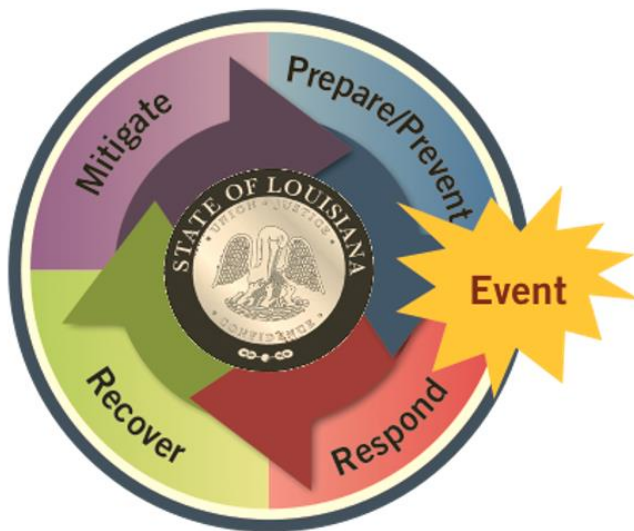 Mitigate
Prepare/Prevent
STATE OF LOUISIANA
UNION · JUSTICE
· CONFIDENCE ·
Event
Recover
Respond